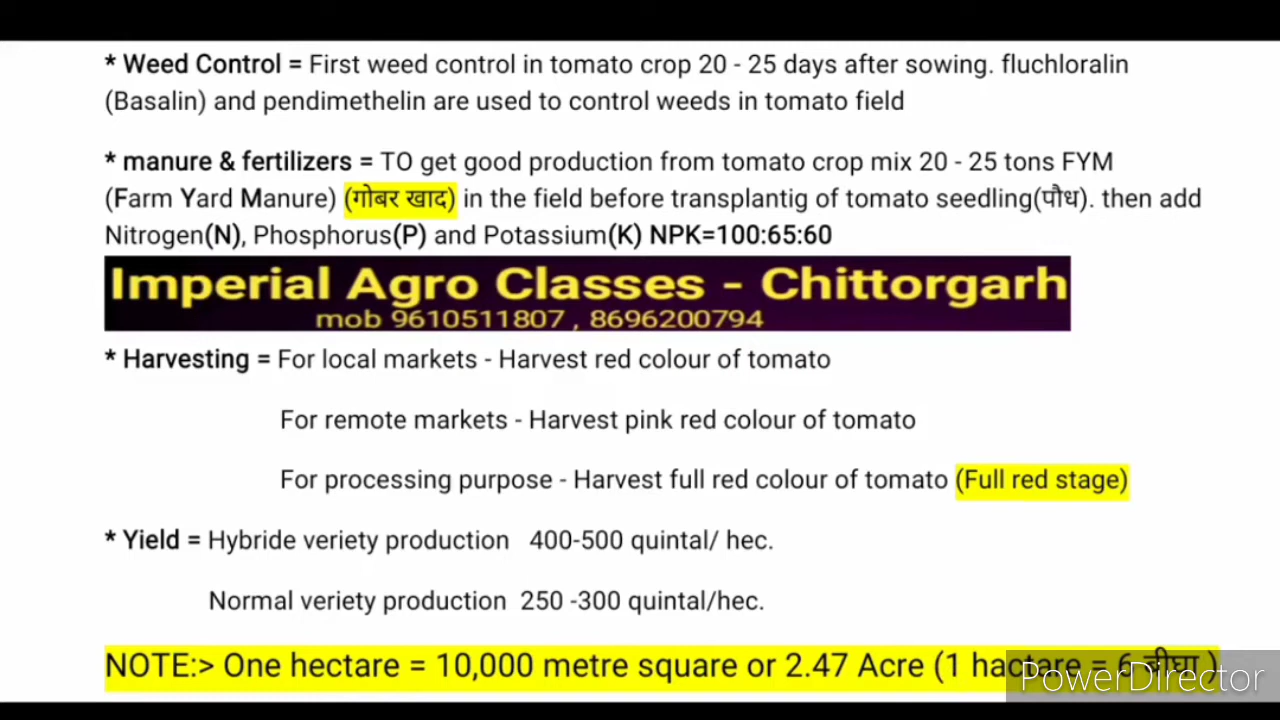 * Weed Control = First weed control in tomato crop 20 - 25 days after sowing. fluchloralin
(Basalin) and pendimethelin are used to control weeds in tomato field
* manure & fertilizers = TO get good production from tomato crop mix 20 - 25 tons FYM
(Farm Yard Manure) (गोबर खाद) in the field before transplantig of tomato seedling(पौध). then add
Nitrogen(N), Phosphorus(P) and Potassium(K) NPK=100:65:60
Imperial Agro Classes - Chittorgarh
mob 9610511807 , 8696200794
* Harvesting = For local markets - Harvest red colour of tomato
For remote markets - Harvest pink red colour of tomato
For processing purpose - Harvest full red colour of tomato (Full red stage)
* Yield = Hybride veriety production 400-500 quintal/ hec.
Normal veriety production 250 -300 quintal/hec.
NOTE:> One hectare = 10,000 metre square or 2.47 Acre (1 hactare = 6 बीघा )
PowerDirector